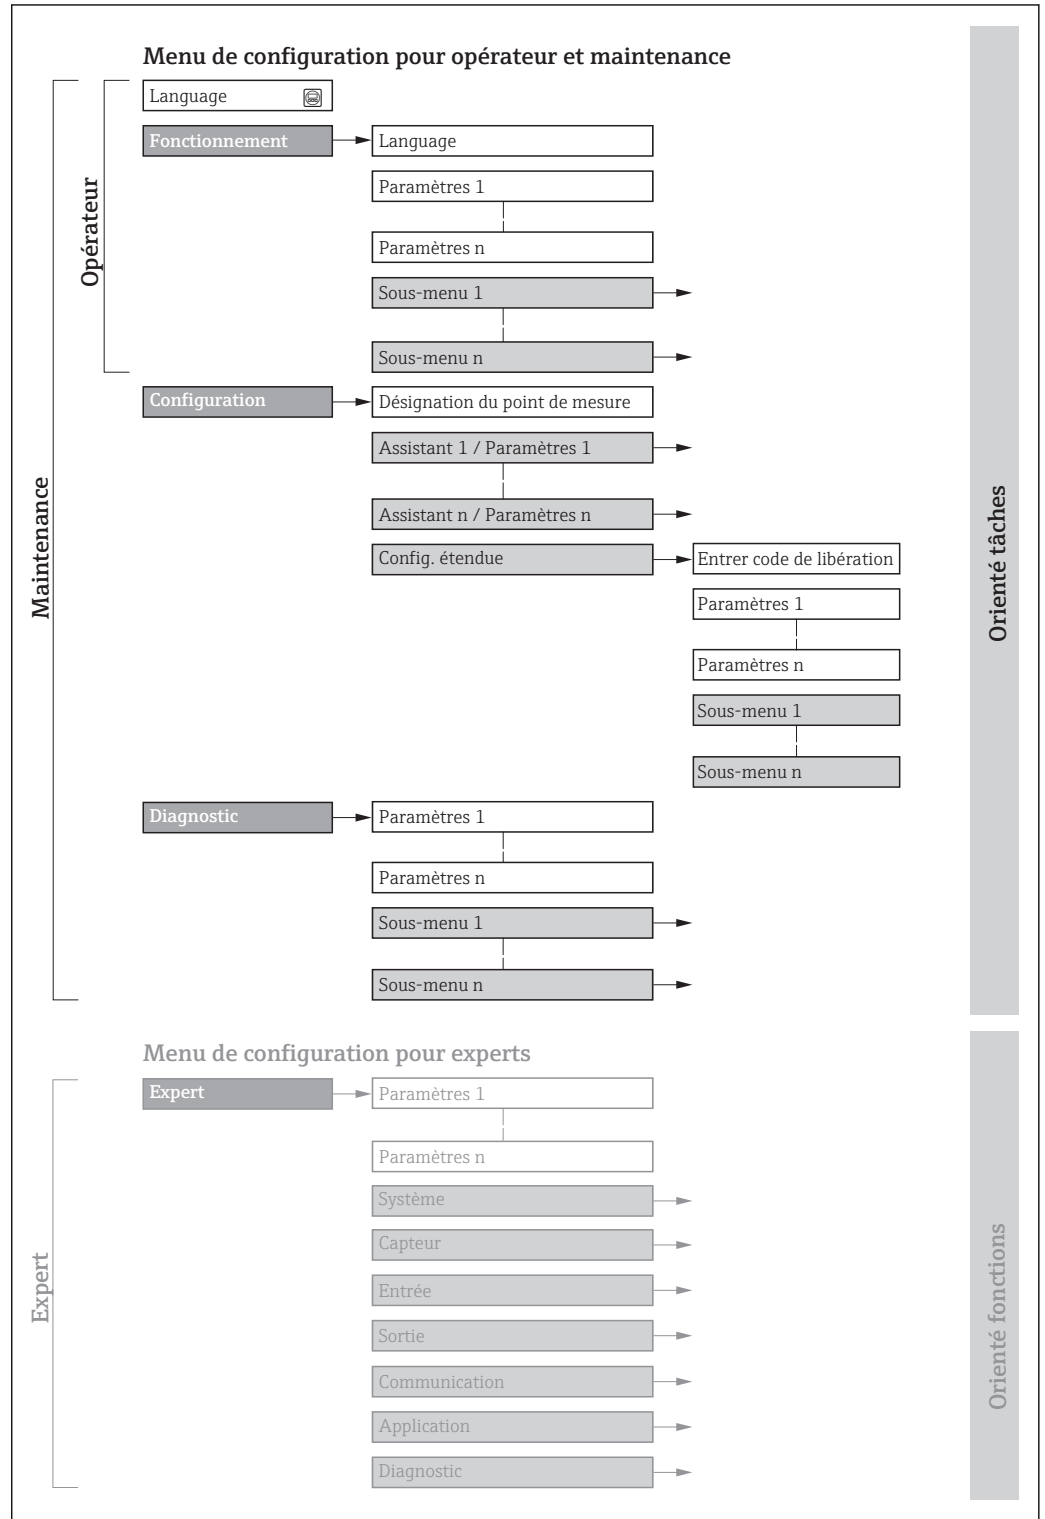 Menu de configuration pour opérateur et maintenance
Maintenance
Opérateur
Language
Fonctionnement
Language
Paramètres 1
Paramètres n
Sous-menu 1
Sous-menu n
Configuration
Désignation du point de mesure
Assistant 1 / Paramètres 1
Assistant n / Paramètres n
Config. étendue
Entrer code de libération
Paramètres 1
Paramètres n
Sous-menu 1
Sous-menu n
Diagnostic
Paramètres 1
Paramètres n
Sous-menu 1
Sous-menu n
Orienté tâches
Menu de configuration pour experts
Expert
Expert
Paramètres 1
Paramètres n
Système
Capteur
Entrée
Sortie
Communication
Application
Diagnostic
Orienté fonctions